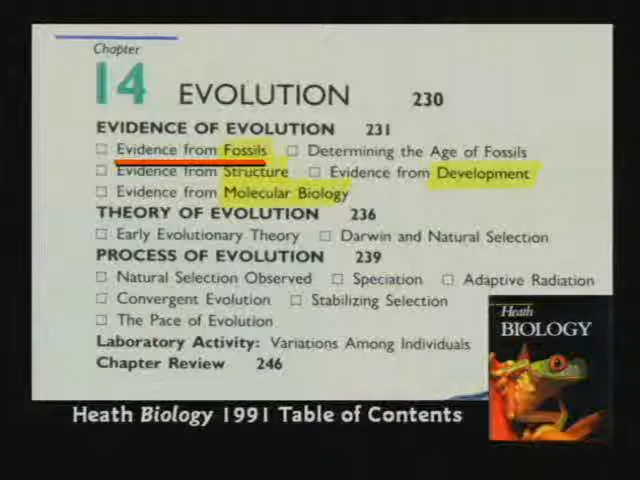 Chapter
14 EVOLUTION 230
EVIDENCE OF EVOLUTION 231
□ Evidence from Fossils □ Determining the Age of Fossils
□ Evidence from Structure □ Evidence from Development
□ Evidence from Molecular Biology
THEORY OF EVOLUTION 236
□ Early Evolutionary Theory □ Darwin and Natural Selection
PROCESS OF EVOLUTION 239
□ Natural Selection Observed □ Speciation □ Adaptive Radiation
□ Convergent Evolution □ Stabilizing Selection
□ The Pace of Evolution
Laboratory Activity: Variations Among Individuals
Chapter Review 246
Heath
BIOLOGY
Heath Biology 1991 Table of Contents